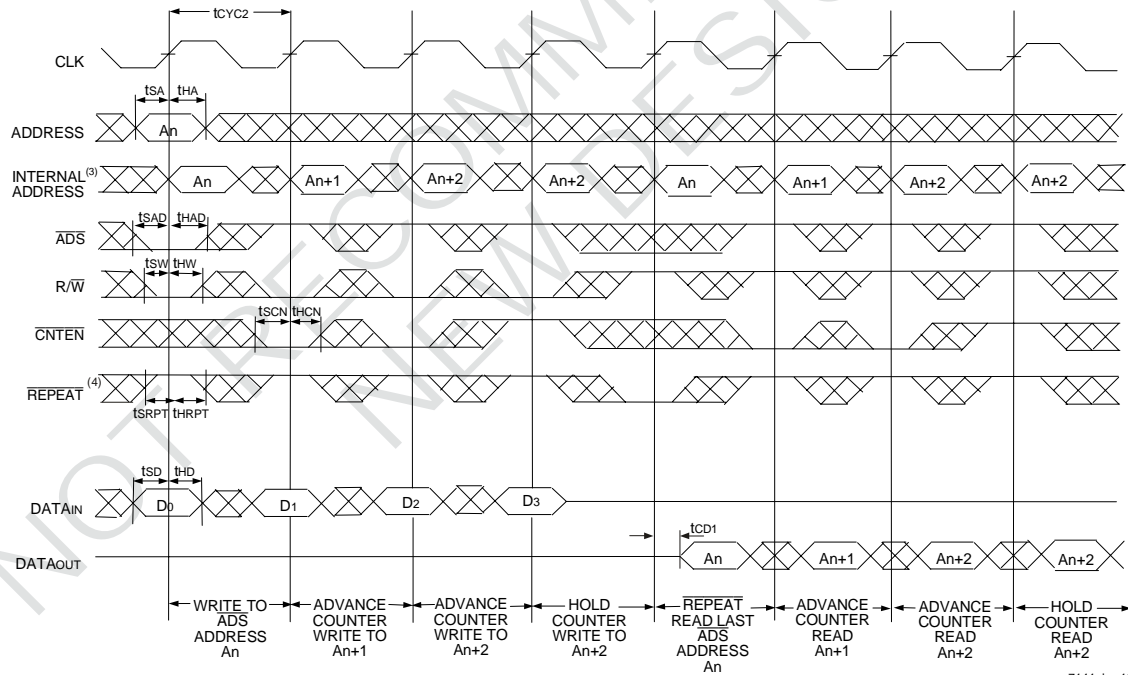 NOT RECOMM
NEW DESIG
tCYC2
CLK
tSA tHA
ADDRESS An
INTERNAL(3)
ADDRESS An An+1 An+2 An+2 An An+1 An+2 An+2
tSAD tHAD
ADS
tSW tHW
R/W
tSCN tHCN
CNTEN
REPEAT(4)
tSRPT tHRPT
tSD tHD
DATAIN D0 D1 D2 D3
tCD1
DATAOUT An An+1 An+2 An+2
WRITE TO
ADS
ADDRESS
An
ADVANCE
COUNTER
WRITE TO
An+1
ADVANCE
COUNTER
WRITE TO
An+2
HOLD
COUNTER
WRITE TO
An+2
REPEAT
READ LAST
ADS
ADDRESS
An
ADVANCE
COUNTER
READ
An+1
ADVANCE
COUNTER
READ
An+2
HOLD
COUNTER
READ
An+2